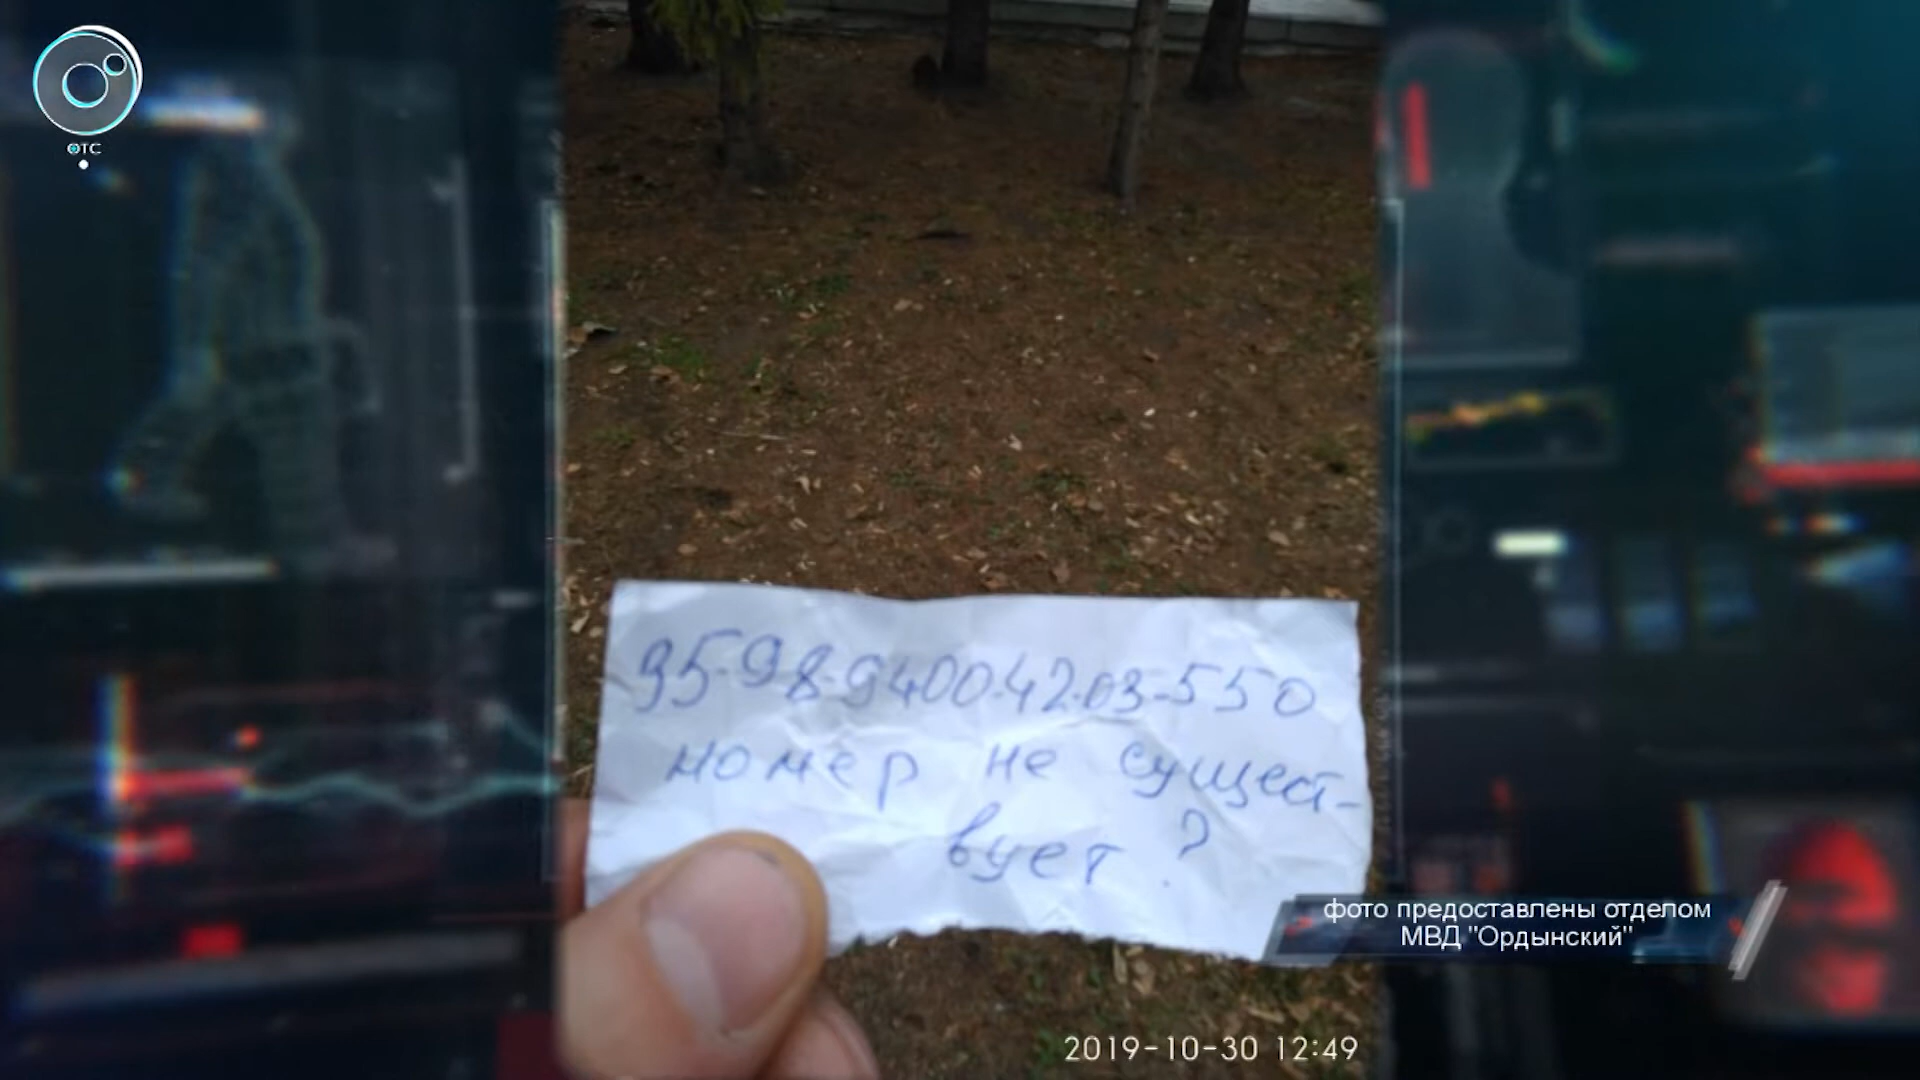 ОТС
95-98-9400-42-03-550
номер не сущест-
вует?
фото предоставлены отделом
МВД "Ордынский"
2019-10-30 12:49